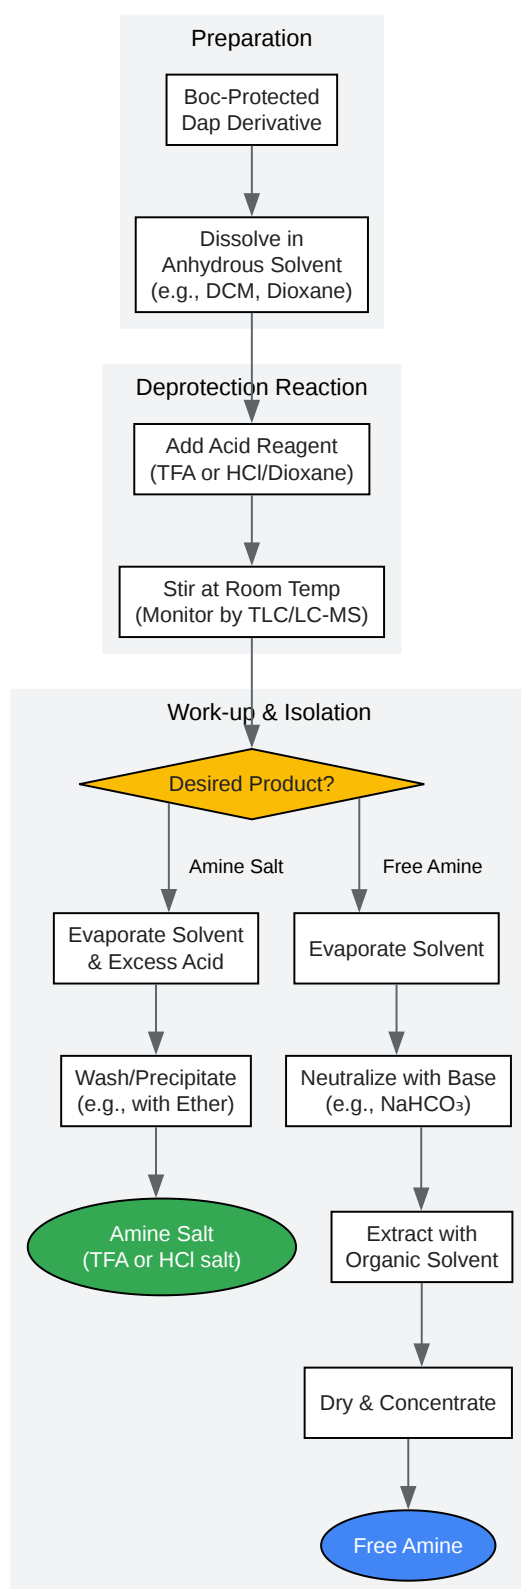 Preparation
Boc-Protected
Dap Derivative
Dissolve in
Anhydrous Solvent
(e.g., DCM, Dioxane)
Deprotection Reaction
Add Acid Reagent
(TFA or HCl/Dioxane)
Stir at Room Temp
(Monitor by TLC/LC-MS)
Work-up & Isolation
Desired Product?
Amine Salt
Free Amine
Evaporate Solvent
& Excess Acid
Evaporate Solvent
Wash/Precipitate
(e.g., with Ether)
Neutralize with Base
(e.g., NaHCO₃)
Amine Salt
(TFA or HCl salt)
Extract with
Organic Solvent
Dry & Concentrate
Free Amine